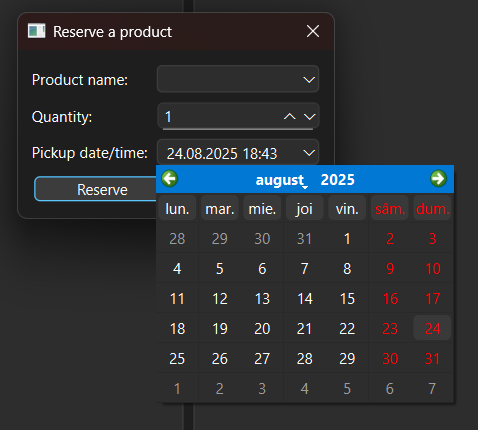 Reserve a product
Product name:
Quantity: 1
Pickup date/time: 24.08.2025 18:43
Reserve
august 2025
lun. mar. mie. joi vin. sâm. dum.
28 29 30 31 1 2 3
4 5 6 7 8 9 10
11 12 13 14 15 16 17
18 19 20 21 22 23 24
25 26 27 28 29 30 31
1 2 3 4 5 6 7